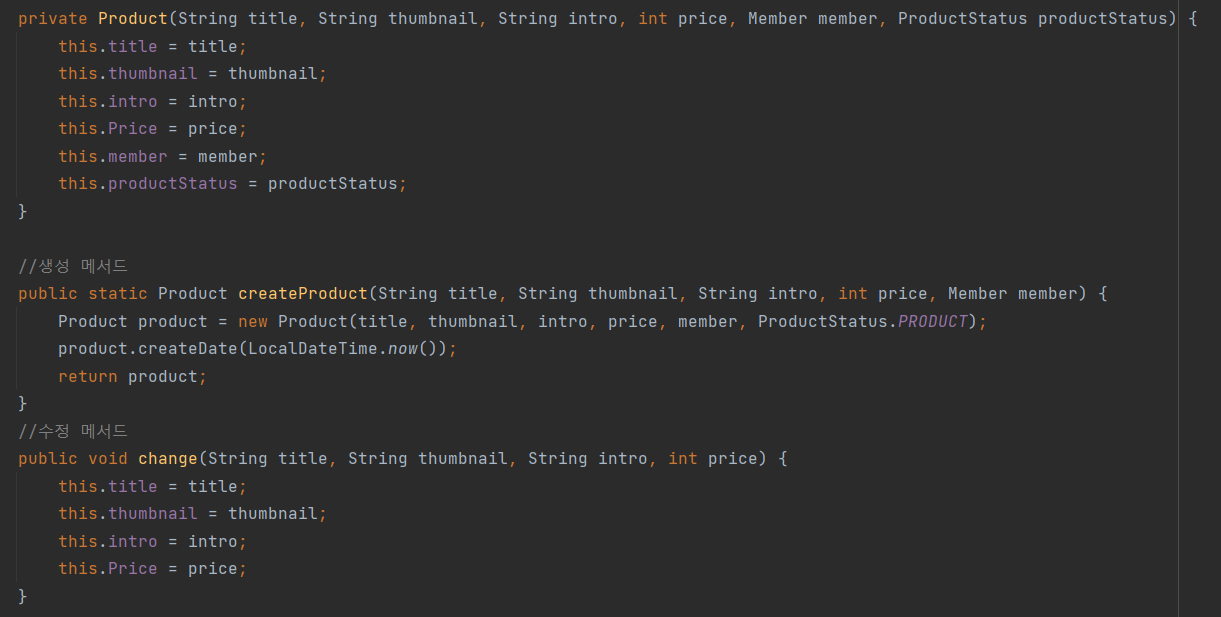 private Product(String title, String thumbnail, String intro, int price, Member member, ProductStatus productStatus) {
    this.title = title;
    this.thumbnail = thumbnail;
    this.intro = intro;
    this.Price = price;
    this.member = member;
    this.productStatus = productStatus;
}

//생성 메서드
public static Product createProduct(String title, String thumbnail, String intro, int price, Member member) {
    Product product = new Product(title, thumbnail, intro, price, member, ProductStatus.PRODUCT);
    product.createDate(LocalDateTime.now());
    return product;
}
//수정 메서드
public void change(String title, String thumbnail, String intro, int price) {
    this.title = title;
    this.thumbnail = thumbnail;
    this.intro = intro;
    this.Price = price;
}